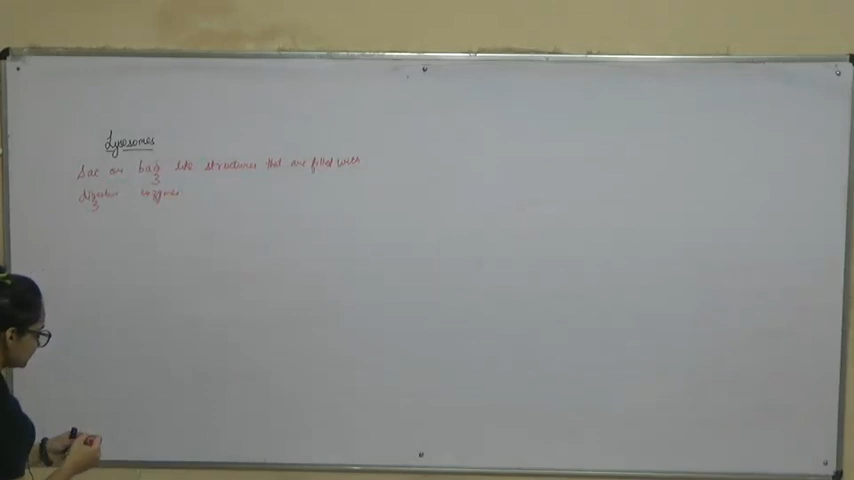 Lysosomes
Sac or bag like structures that are filled with
digestive enzymes